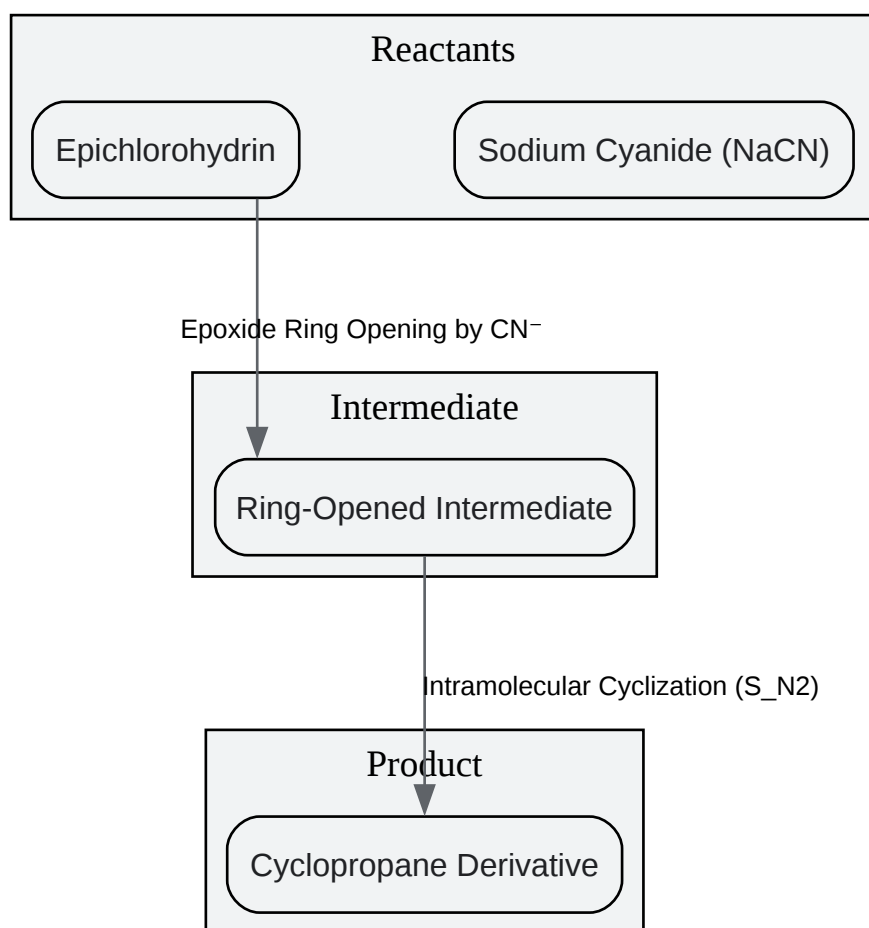 Reactants
Epichlorohydrin
Sodium Cyanide (NaCN)
Epoxide Ring Opening by CN⁻
Intermediate
Ring-Opened Intermediate
Intramolecular Cyclization (S_N2)
Product
Cyclopropane Derivative